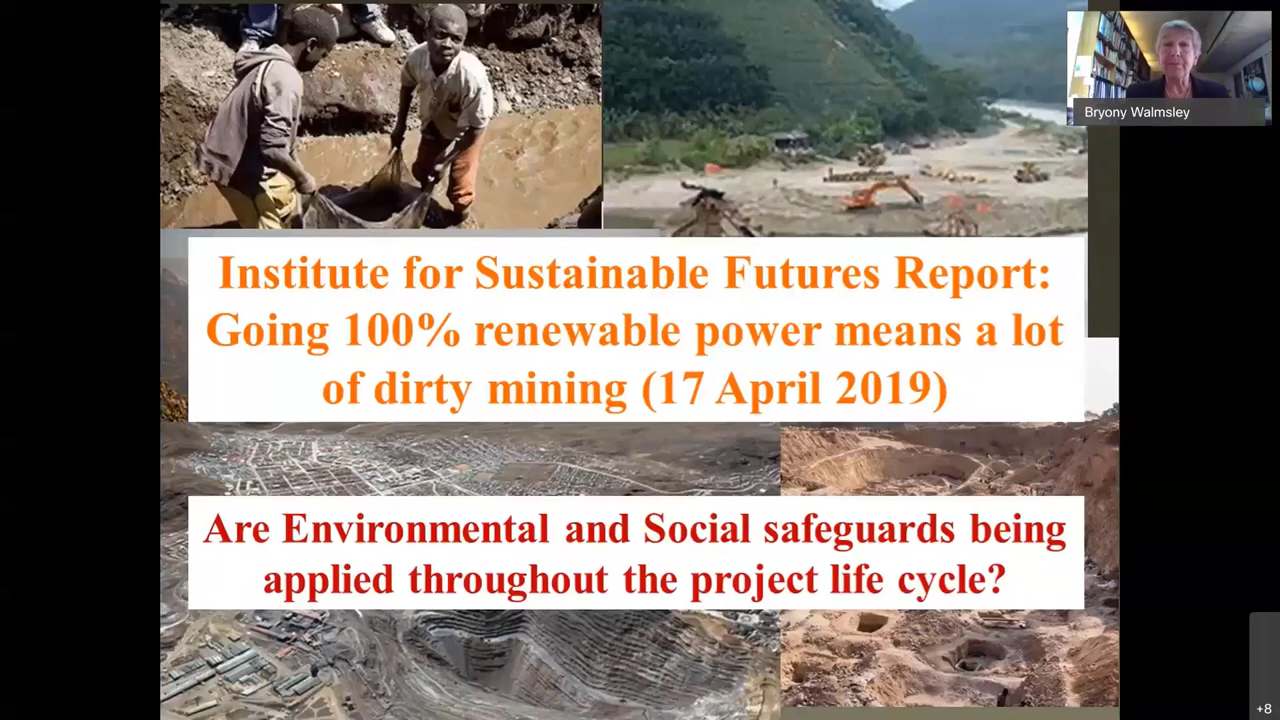 Bryony Walmsley
Institute for Sustainable Futures Report:
Going 100% renewable power means a lot
of dirty mining (17 April 2019)
Are Environmental and Social safeguards being
applied throughout the project life cycle?
+8